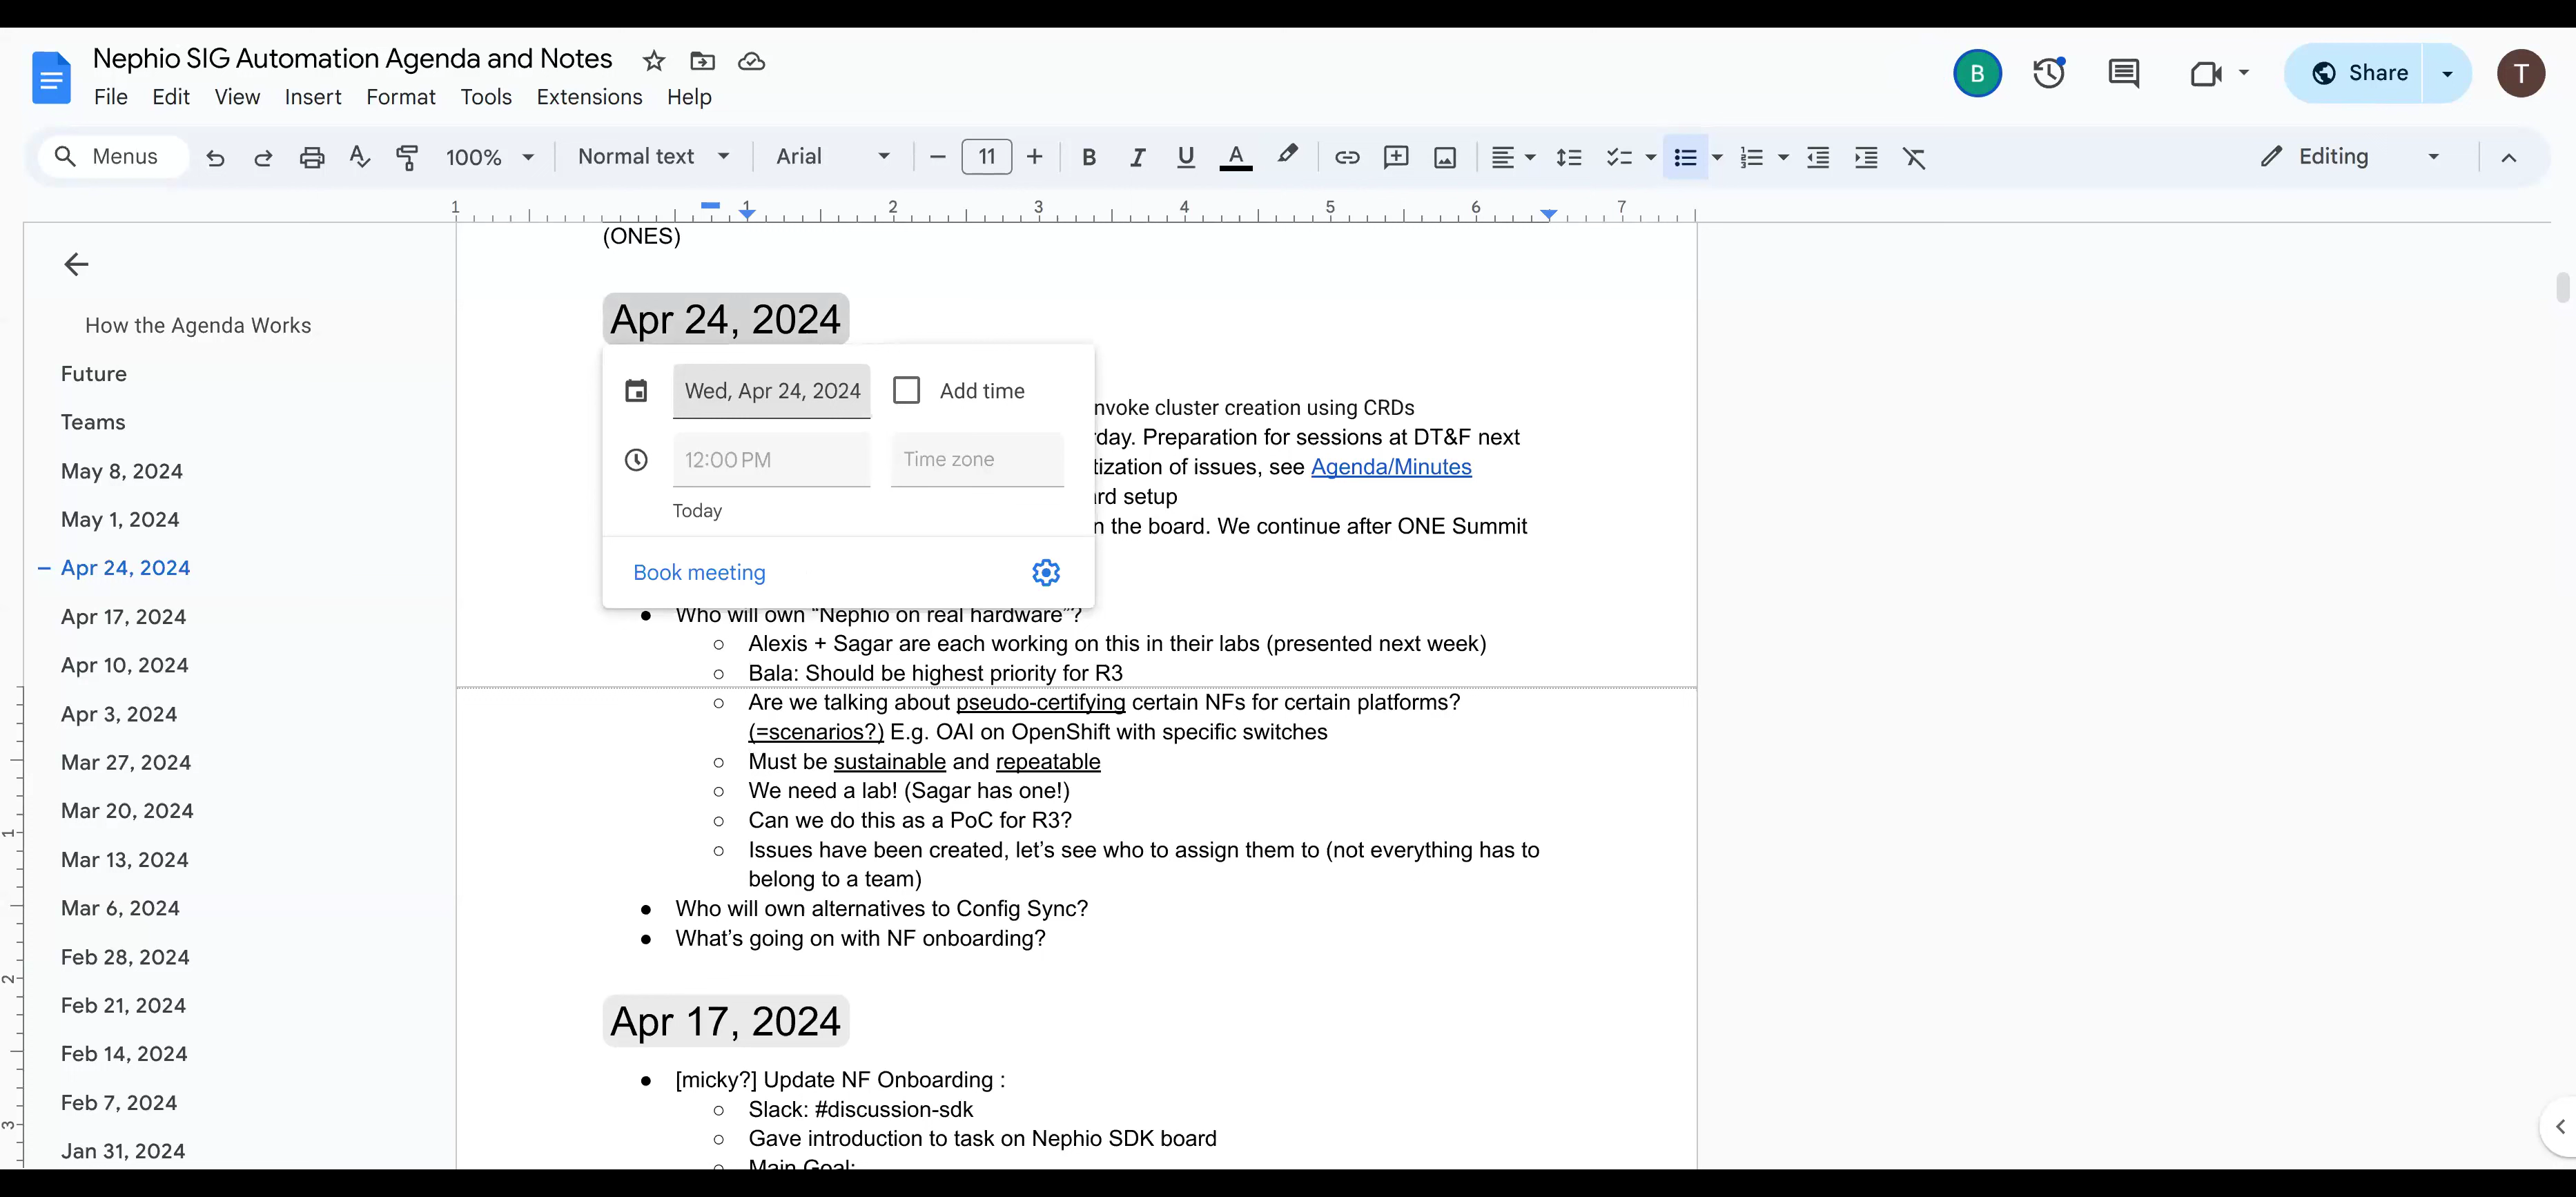 Nephio SIG Automation Agenda and Notes
File Edit View Insert Format Tools Extensions Help
B
Share
T
Menus
100%
Normal text
Arial
11
B I U A
Editing
1 1 2 3 4 5 6 7
(ONES)
How the Agenda Works
Future
Teams
May 8, 2024
May 1, 2024
Apr 24, 2024
Apr 17, 2024
Apr 10, 2024
Apr 3, 2024
Mar 27, 2024
Mar 20, 2024
Mar 13, 2024
Mar 6, 2024
Feb 28, 2024
Feb 21, 2024
Feb 14, 2024
Feb 7, 2024
Jan 31, 2024
1
2
3
Apr 24, 2024
Wed, Apr 24, 2024
Add time
12:00 PM
Time zone
Today
Book meeting
nvoke cluster creation using CRDs
rday. Preparation for sessions at DT&F next
tization of issues, see Agenda/Minutes
rd setup
n the board. We continue after ONE Summit
● Who will own “Nephio on real hardware”?
○ Alexis + Sagar are each working on this in their labs (presented next week)
○ Bala: Should be highest priority for R3
○ Are we talking about pseudo-certifying certain NFs for certain platforms?
(=scenarios?) E.g. OAI on OpenShift with specific switches
○ Must be sustainable and repeatable
○ We need a lab! (Sagar has one!)
○ Can we do this as a PoC for R3?
○ Issues have been created, let’s see who to assign them to (not everything has to
belong to a team)
● Who will own alternatives to Config Sync?
● What’s going on with NF onboarding?
Apr 17, 2024
● [micky?] Update NF Onboarding :
○ Slack: #discussion-sdk
○ Gave introduction to task on Nephio SDK board
○ Main Goal: